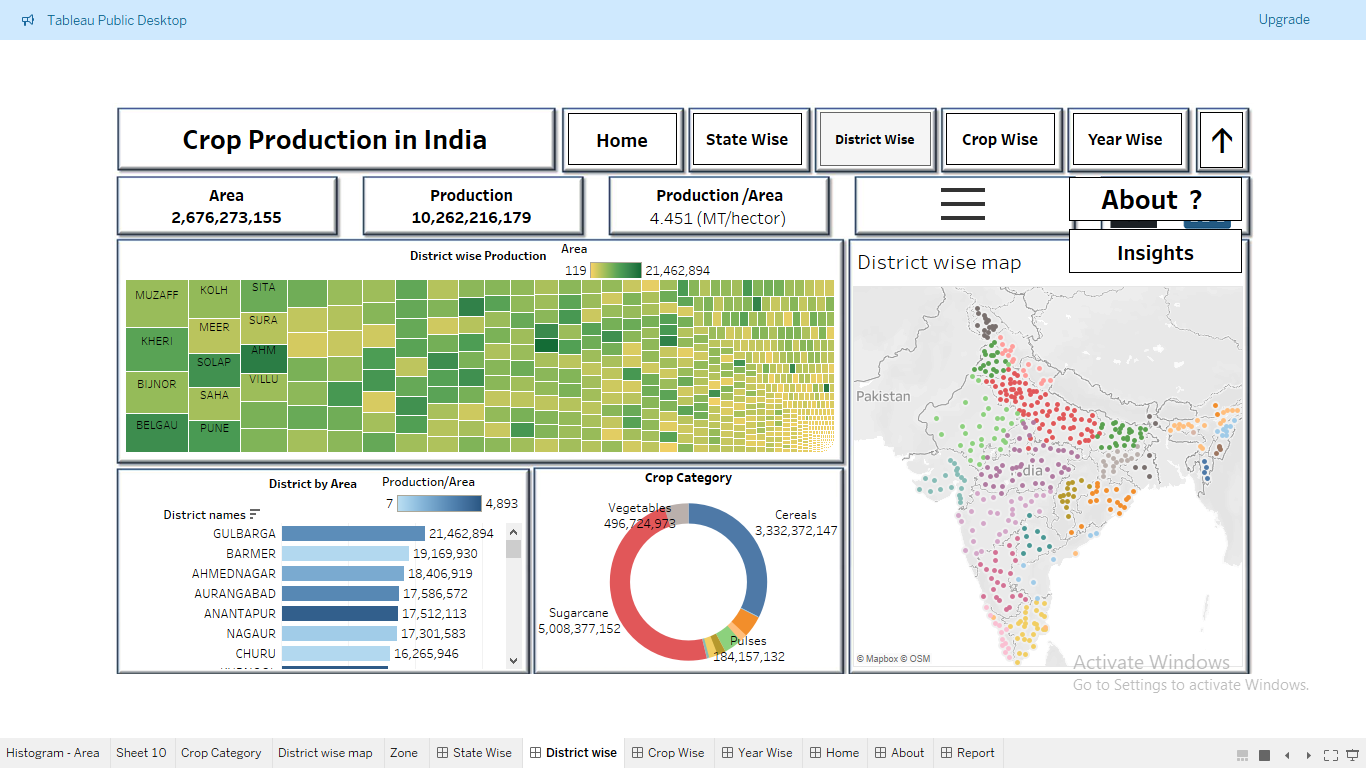 Tableau Public Desktop
Upgrade
Crop Production in India
Home
State Wise
District Wise
Crop Wise
Year Wise
Area
2,676,273,155
Production
10,262,216,179
Production /Area
4.451 (MT/hector)
About ?
Insights
District wise Production
Area
119
21,462,894
MUZAFF
KHERI
BIJNOR
BELGAU
KOLH
MEER
SOLAP
SAHA
PUNE
SITA
SURA
AHM
VILLU
District wise map
Pakistan
dia
© Mapbox © OSM
District by Area
Production/Area
7
4,893
District names
GULBARGA 21,462,894
BARMER 19,169,930
AHMEDNAGAR 18,406,919
AURANGABAD 17,586,572
ANANTAPUR 17,512,113
NAGAUR 17,301,583
CHURU 16,265,946
Crop Category
Vegetables
496,724,973
Cereals
3,332,372,147
Sugarcane
5,008,377,152
Pulses
184,157,132
Activate Windows
Go to Settings to activate Windows.
Histogram - Area
Sheet 10
Crop Category
District wise map
Zone
State Wise
District wise
Crop Wise
Year Wise
Home
About
Report